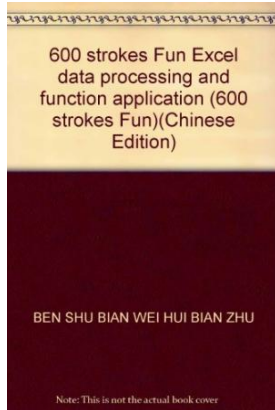 600 strokes Fun Excel
data processing and
function application (600
strokes Fun)(Chinese
Edition)
BEN SHU BIAN WEI HUI BIAN ZHU
Note: This is not the actual book cover